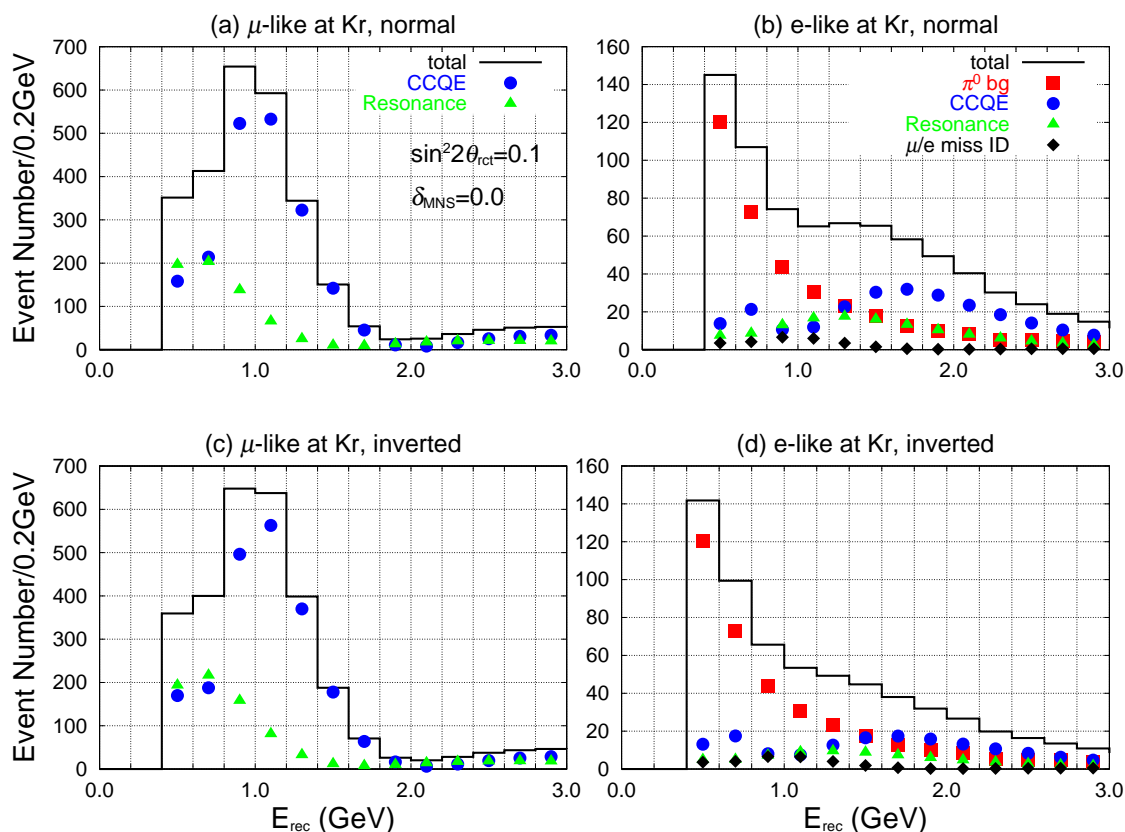 (a) μ-like at Kr, normal
Event Number/0.2GeV
700
600
500
400
300
200
100
0
0.0
1.0
2.0
3.0
total
CCQE
Resonance
sin²2θrct=0.1
δMNS=0.0
(b) e-like at Kr, normal
160
140
120
100
80
60
40
20
0
1.0
2.0
3.0
total
π⁰ bg
CCQE
Resonance
μ/e miss ID
(c) μ-like at Kr, inverted
Event Number/0.2GeV
700
600
500
400
300
200
100
0
0.0
1.0
2.0
3.0
Erec (GeV)
(d) e-like at Kr, inverted
160
140
120
100
80
60
40
20
0
0.0
1.0
2.0
3.0
Erec (GeV)